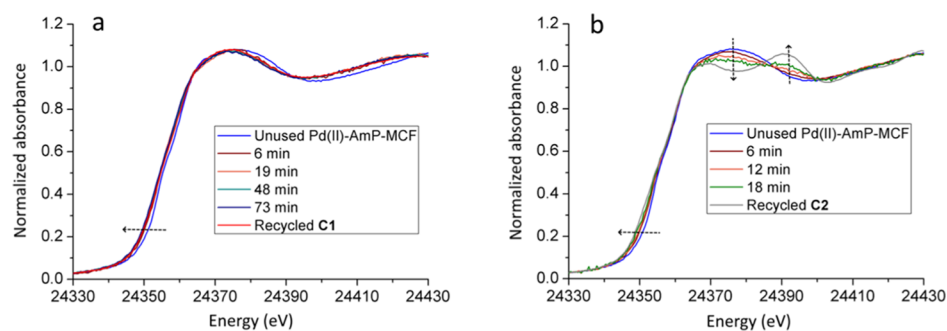 a
1.2
1.0
0.8
0.6
0.4
0.2
0.0
Normalized absorbance
Unused Pd(II)-AmP-MCF
6 min
19 min
48 min
73 min
Recycled C1
24330 24350 24370 24390 24410 24430
Energy (eV)
b
1.2
1.0
0.8
0.6
0.4
0.2
0.0
Normalized absorbance
Unused Pd(II)-AmP-MCF
6 min
12 min
18 min
Recycled C2
24330 24350 24370 24390 24410 24430
Energy (eV)